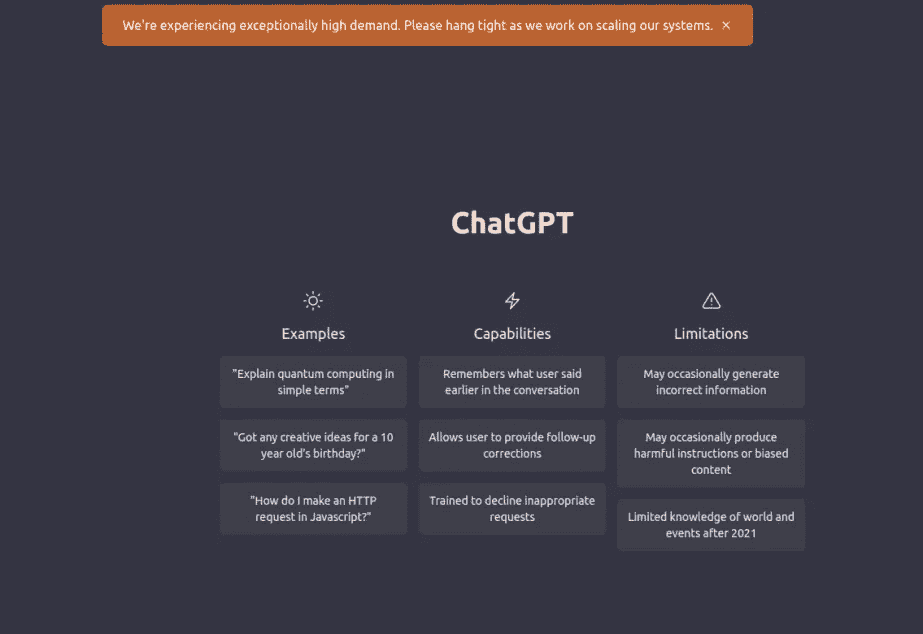 We're experiencing exceptionally high demand. Please hang tight as we work on scaling our systems. ×
ChatGPT
Examples
"Explain quantum computing in
simple terms"
"Got any creative ideas for a 10
year old's birthday?"
"How do I make an HTTP
request in Javascript?"
Capabilities
Remembers what user said
earlier in the conversation
Allows user to provide follow-up
corrections
Trained to decline inappropriate
requests
Limitations
May occasionally generate
incorrect information
May occasionally produce
harmful instructions or biased
content
Limited knowledge of world and
events after 2021